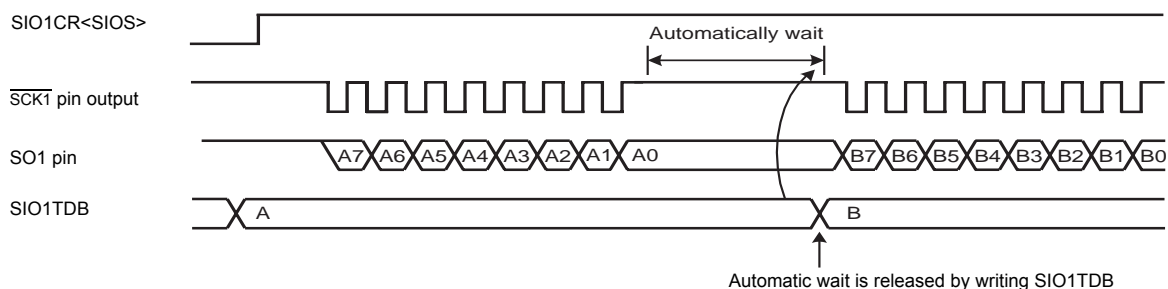 SIO1CR<SIOS>
Automatically wait
SCK1 pin output
SO1 pin
A7 A6 A5 A4 A3 A2 A1 A0 B7 B6 B5 B4 B3 B2 B1 B0
SIO1TDB
A B
Automatic wait is released by writing SIO1TDB